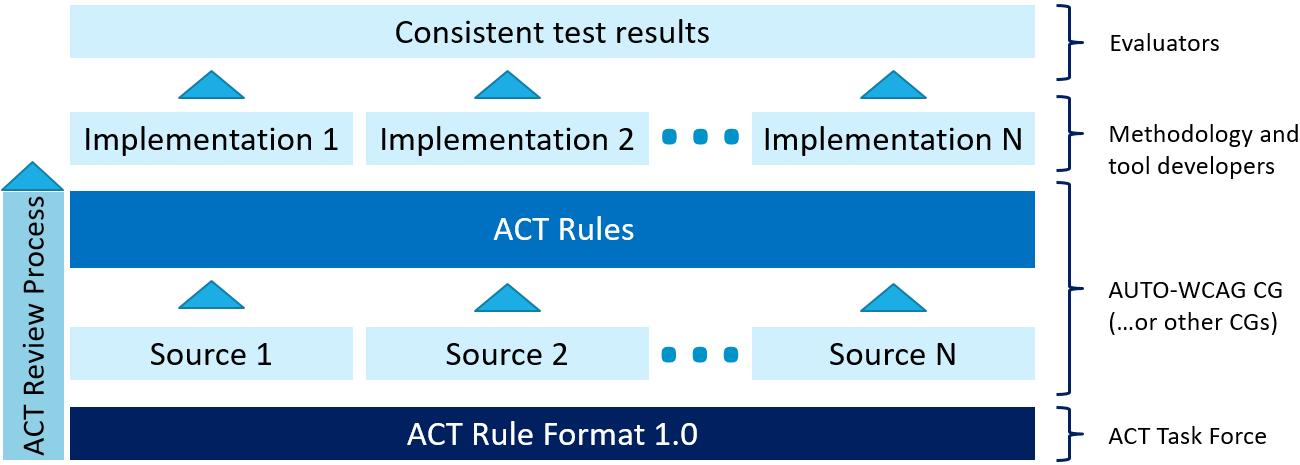 Consistent test results
Evaluators
Implementation 1
Implementation 2
Implementation N
Methodology and
tool developers
ACT Review Process
ACT Rules
AUTO-WCAG CG
(...or other CGs)
Source 1
Source 2
Source N
ACT Rule Format 1.0
ACT Task Force